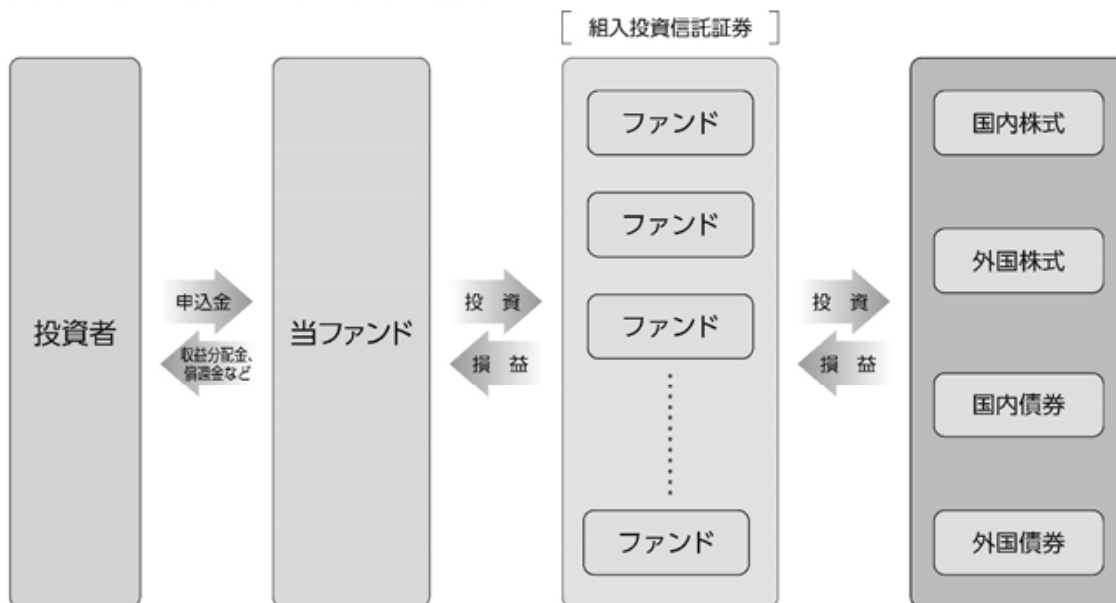 [ 組入投資信託証券 ]
投資者
申込金
収益分配金、
償還金など
当ファンド
投 資
損 益
ファンド
ファンド
ファンド
ファンド
投 資
損 益
国内株式
外国株式
国内債券
外国債券